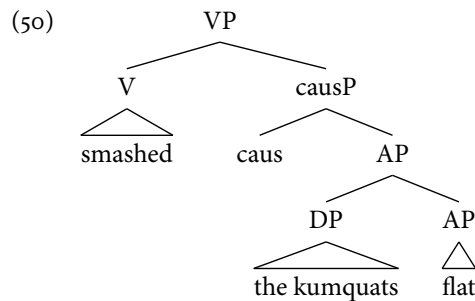 (50) VP
V causP
smashed caus AP
DP AP
the kumquats flat